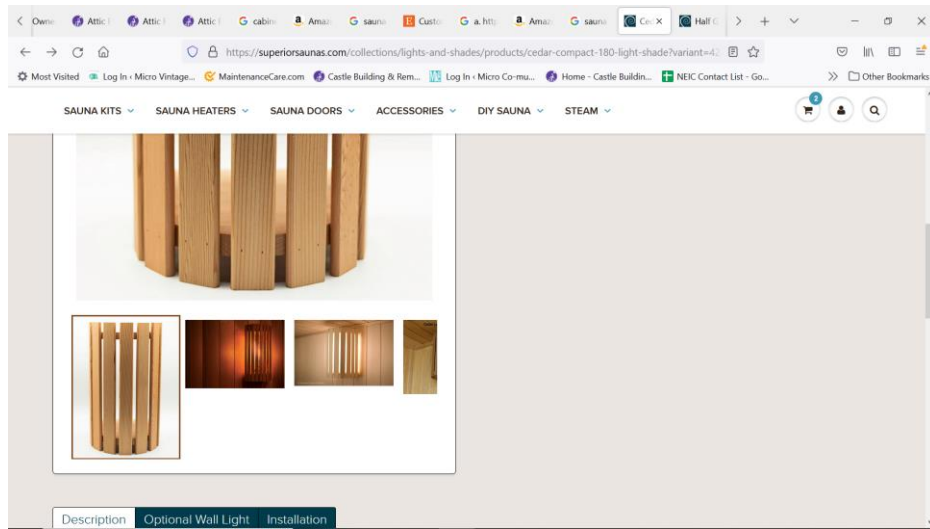 Owne Attic Attic Attic cabine Amaz sauna Custo a. http Amaz sauna Ce Half
https://superiorsaunas.com/collections/lights-and-shades/products/cedar-compact-180-light-shade?variant=42
Most Visited Log In ‹ Micro Vintage... MaintenanceCare.com Castle Building & Rem... Log In ‹ Micro Co-mu... Home - Castle Buildin... NEIC Contact List - Go... Other Bookmarks
SAUNA KITS SAUNA HEATERS SAUNA DOORS ACCESSORIES DIY SAUNA STEAM 2
Description Optional Wall Light Installation